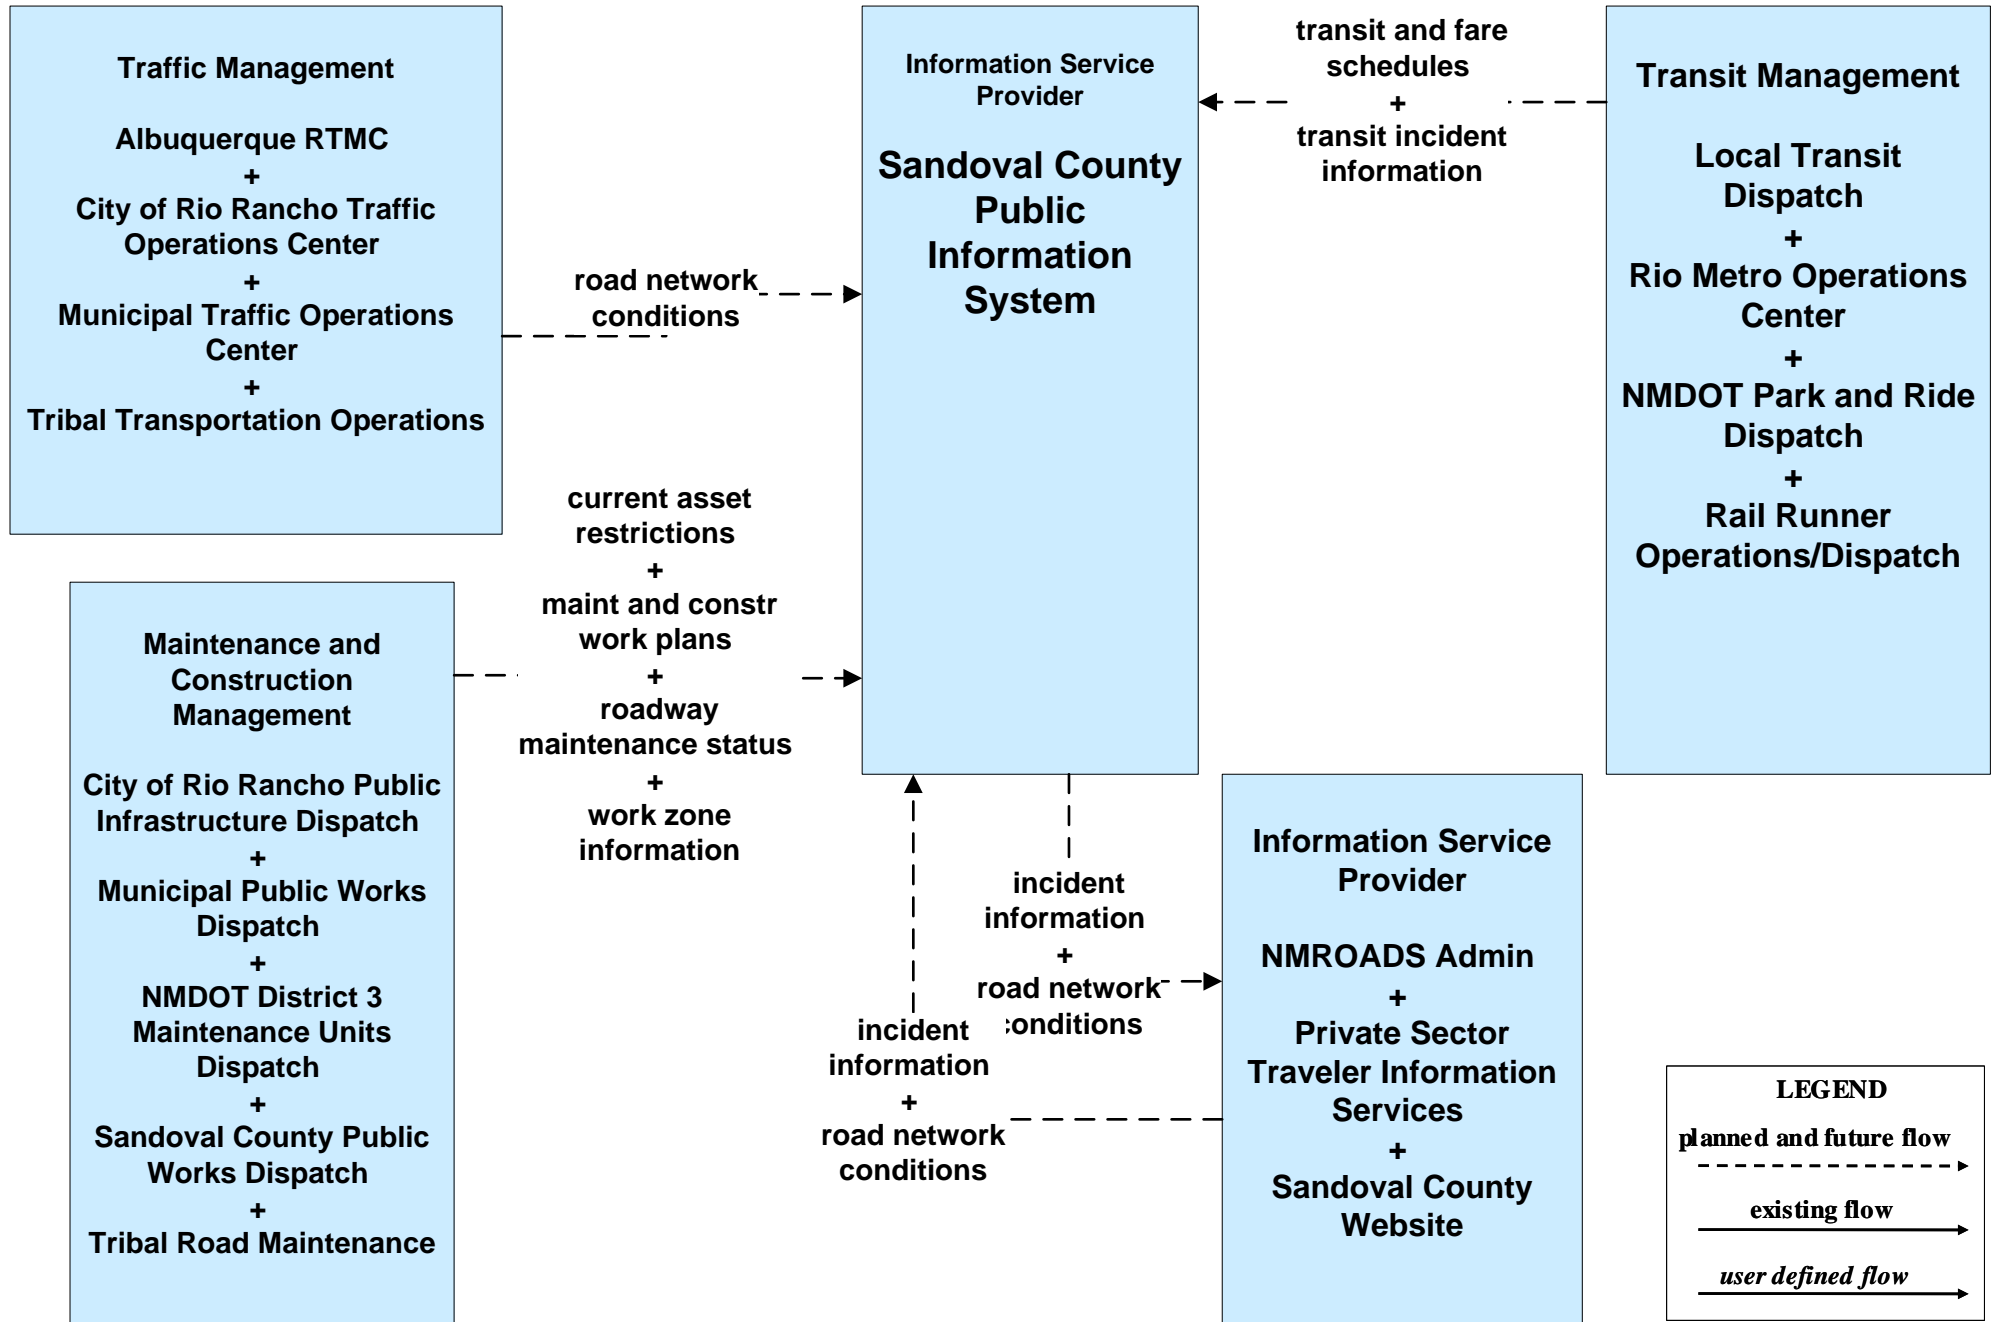 Traffic Management
Albuquerque RTMC
+
City of Rio Rancho Traffic
Operations Center
+
Municipal Traffic Operations
Center
+
Tribal Transportation Operations
road network
conditions
Information Service
Provider
Sandoval County
Public
Information
System
transit and fare
schedules
+
transit incident
information
Transit Management
Local Transit
Dispatch
+
Rio Metro Operations
Center
+
NMDOT Park and Ride
Dispatch
+
Rail Runner
Operations/Dispatch
Maintenance and
Construction
Management
City of Rio Rancho Public
Infrastructure Dispatch
+
Municipal Public Works
Dispatch
+
NMDOT District 3
Maintenance Units
Dispatch
+
Sandoval County Public
Works Dispatch
+
Tribal Road Maintenance
current asset
restrictions
+
maint and constr
work plans
+
roadway
maintenance status
+
work zone
information
incident
information
+
road network
conditions
incident
information
+
road network
conditions
Information Service
Provider
NMROADS Admin
+
Private Sector
Traveler Information
Services
+
Sandoval County
Website
LEGEND
planned and future flow
existing flow
user defined flow